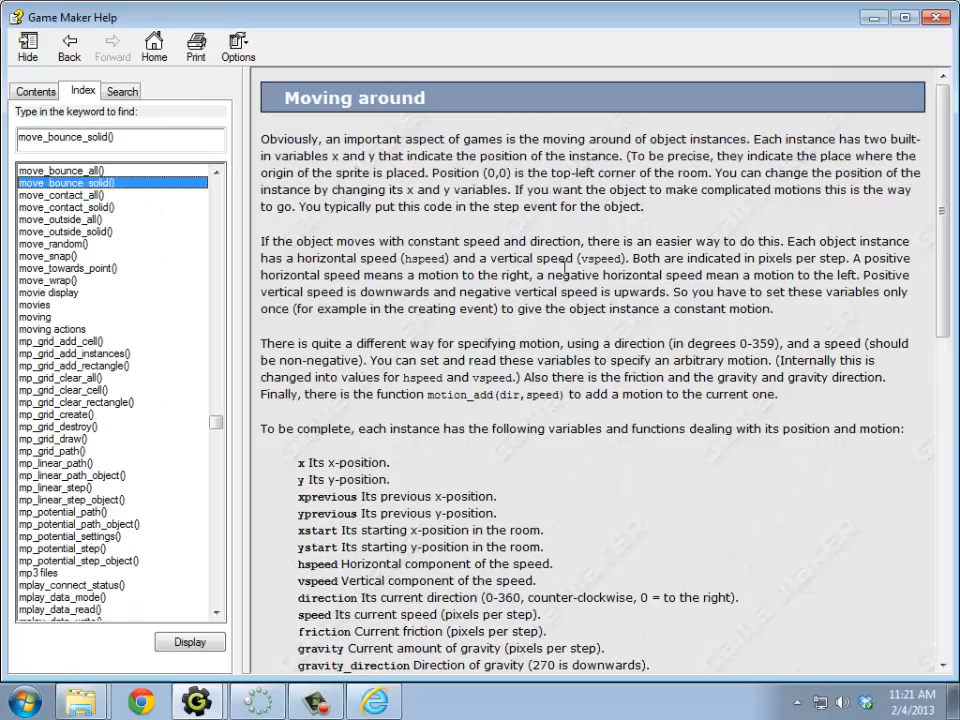 Game Maker Help
Hide Back Forward Home Print Options
Contents Index Search
Type in the keyword to find:
move_bounce_solid()
move_bounce_all()
move_bounce_solid()
move_contact_all()
move_contact_solid()
move_outside_all()
move_outside_solid()
move_random()
move_snap()
move_towards_point()
move_wrap()
movie display
movies
moving
moving actions
mp_grid_add_cell()
mp_grid_add_instances()
mp_grid_add_rectangle()
mp_grid_clear_all()
mp_grid_clear_cell()
mp_grid_clear_rectangle()
mp_grid_create()
mp_grid_destroy()
mp_grid_draw()
mp_grid_path()
mp_linear_path()
mp_linear_path_object()
mp_linear_step()
mp_linear_step_object()
mp_potential_path()
mp_potential_path_object()
mp_potential_settings()
mp_potential_step()
mp_potential_step_object()
mp3 files
mplay_connect_status()
mplay_data_mode()
mplay_data_read()
mplay_data_write()
Display
Moving around
Obviously, an important aspect of games is the moving around of object instances. Each instance has two built-
in variables x and y that indicate the position of the instance. (To be precise, they indicate the place where the
origin of the sprite is placed. Position (0,0) is the top-left corner of the room. You can change the position of the
instance by changing its x and y variables. If you want the object to make complicated motions this is the way
to go. You typically put this code in the step event for the object.
If the object moves with constant speed and direction, there is an easier way to do this. Each object instance
has a horizontal speed (hspeed) and a vertical speed (vspeed). Both are indicated in pixels per step. A positive
horizontal speed means a motion to the right, a negative horizontal speed mean a motion to the left. Positive
vertical speed is downwards and negative vertical speed is upwards. So you have to set these variables only
once (for example in the creating event) to give the object instance a constant motion.
There is quite a different way for specifying motion, using a direction (in degrees 0-359), and a speed (should
be non-negative). You can set and read these variables to specify an arbitrary motion. (Internally this is
changed into values for hspeed and vspeed.) Also there is the friction and the gravity and gravity direction.
Finally, there is the function motion_add(dir,speed) to add a motion to the current one.
To be complete, each instance has the following variables and functions dealing with its position and motion:
x Its x-position.
y Its y-position.
xprevious Its previous x-position.
yprevious Its previous y-position.
xstart Its starting x-position in the room.
ystart Its starting y-position in the room.
hspeed Horizontal component of the speed.
vspeed Vertical component of the speed.
direction Its current direction (0-360, counter-clockwise, 0 = to the right).
speed Its current speed (pixels per step).
friction Current friction (pixels per step).
gravity Current amount of gravity (pixels per step).
gravity_direction Direction of gravity (270 is downwards).
11:21 AM
2/4/2013